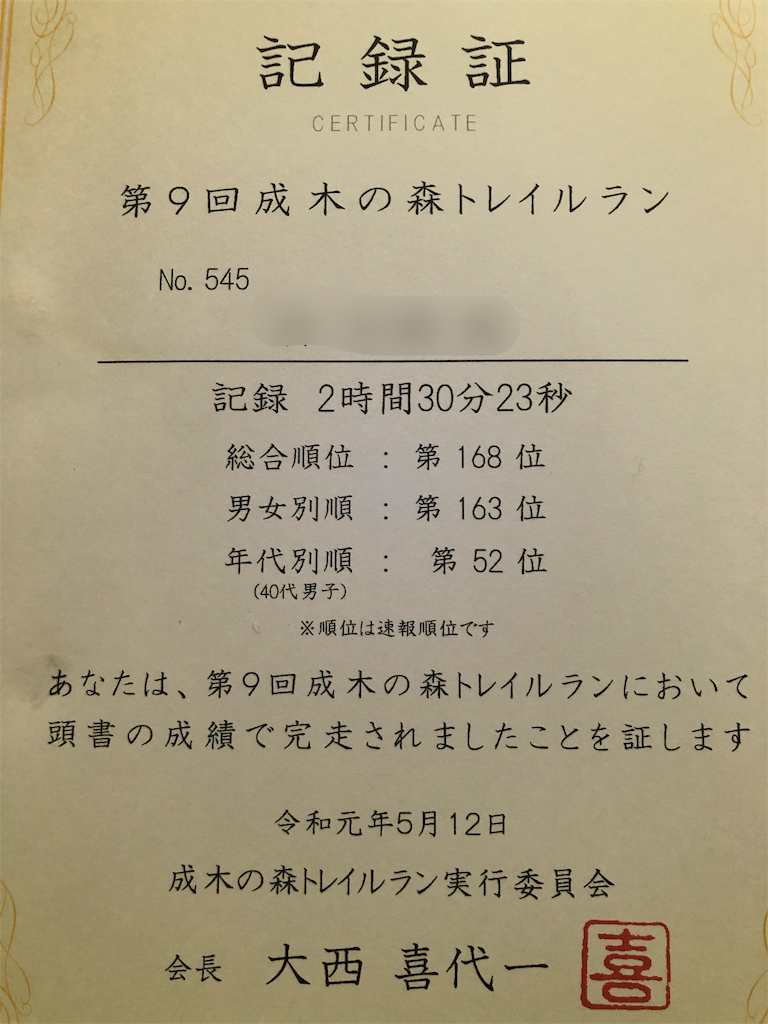 記録証
CERTIFICATE
第9回成木の森トレイルラン
No. 545
記録 2時間30分23秒
総合順位 : 第 168 位
男女別順 : 第 163 位
年代別順 : 第 52 位
(40代男子)
※順位は速報順位です
あなたは、第9回成木の森トレイルランにおいて
頭書の成績で完走されましたことを証します
令和元年5月12日
成木の森トレイルラン実行委員会
会長 大西 喜代一
喜